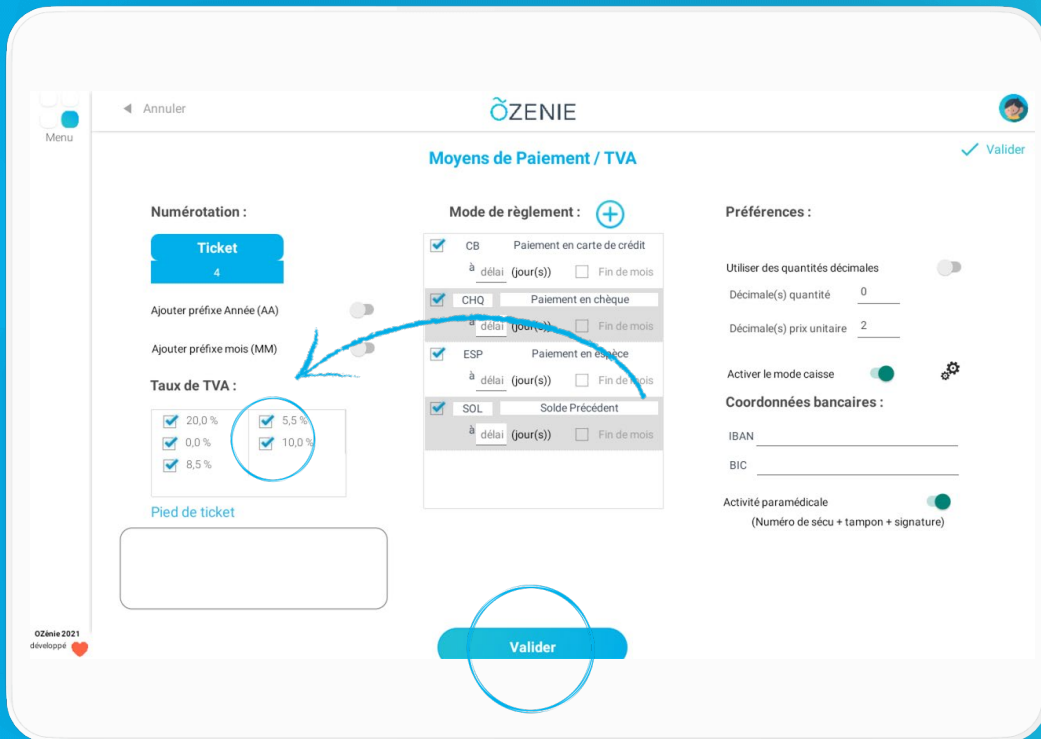 Annuler
ÕZENIE
Menu
Moyens de Paiement / TVA
Valider
Numérotation :
Ticket
4
Ajouter préfixe Année (AA)
Ajouter préfixe mois (MM)
Taux de TVA :
20,0 %
5,5 %
0,0 %
10,0 %
8,5 %
Pied de ticket
Mode de règlement :
CB Paiement en carte de crédit
à délai (jour(s)) Fin de mois
CHQ Paiement en chèque
à délai (jour(s)) Fin de mois
ESP Paiement en espèce
à délai (jour(s)) Fin de mois
SOL Solde Précédent
à délai (jour(s)) Fin de mois
Préférences :
Utiliser des quantités décimales
Décimale(s) quantité 0
Décimale(s) prix unitaire 2
Activer le mode caisse
Coordonnées bancaires :
IBAN
BIC
Activité paramédicale
(Numéro de sécu + tampon + signature)
OZénie 2021
développé
Valider